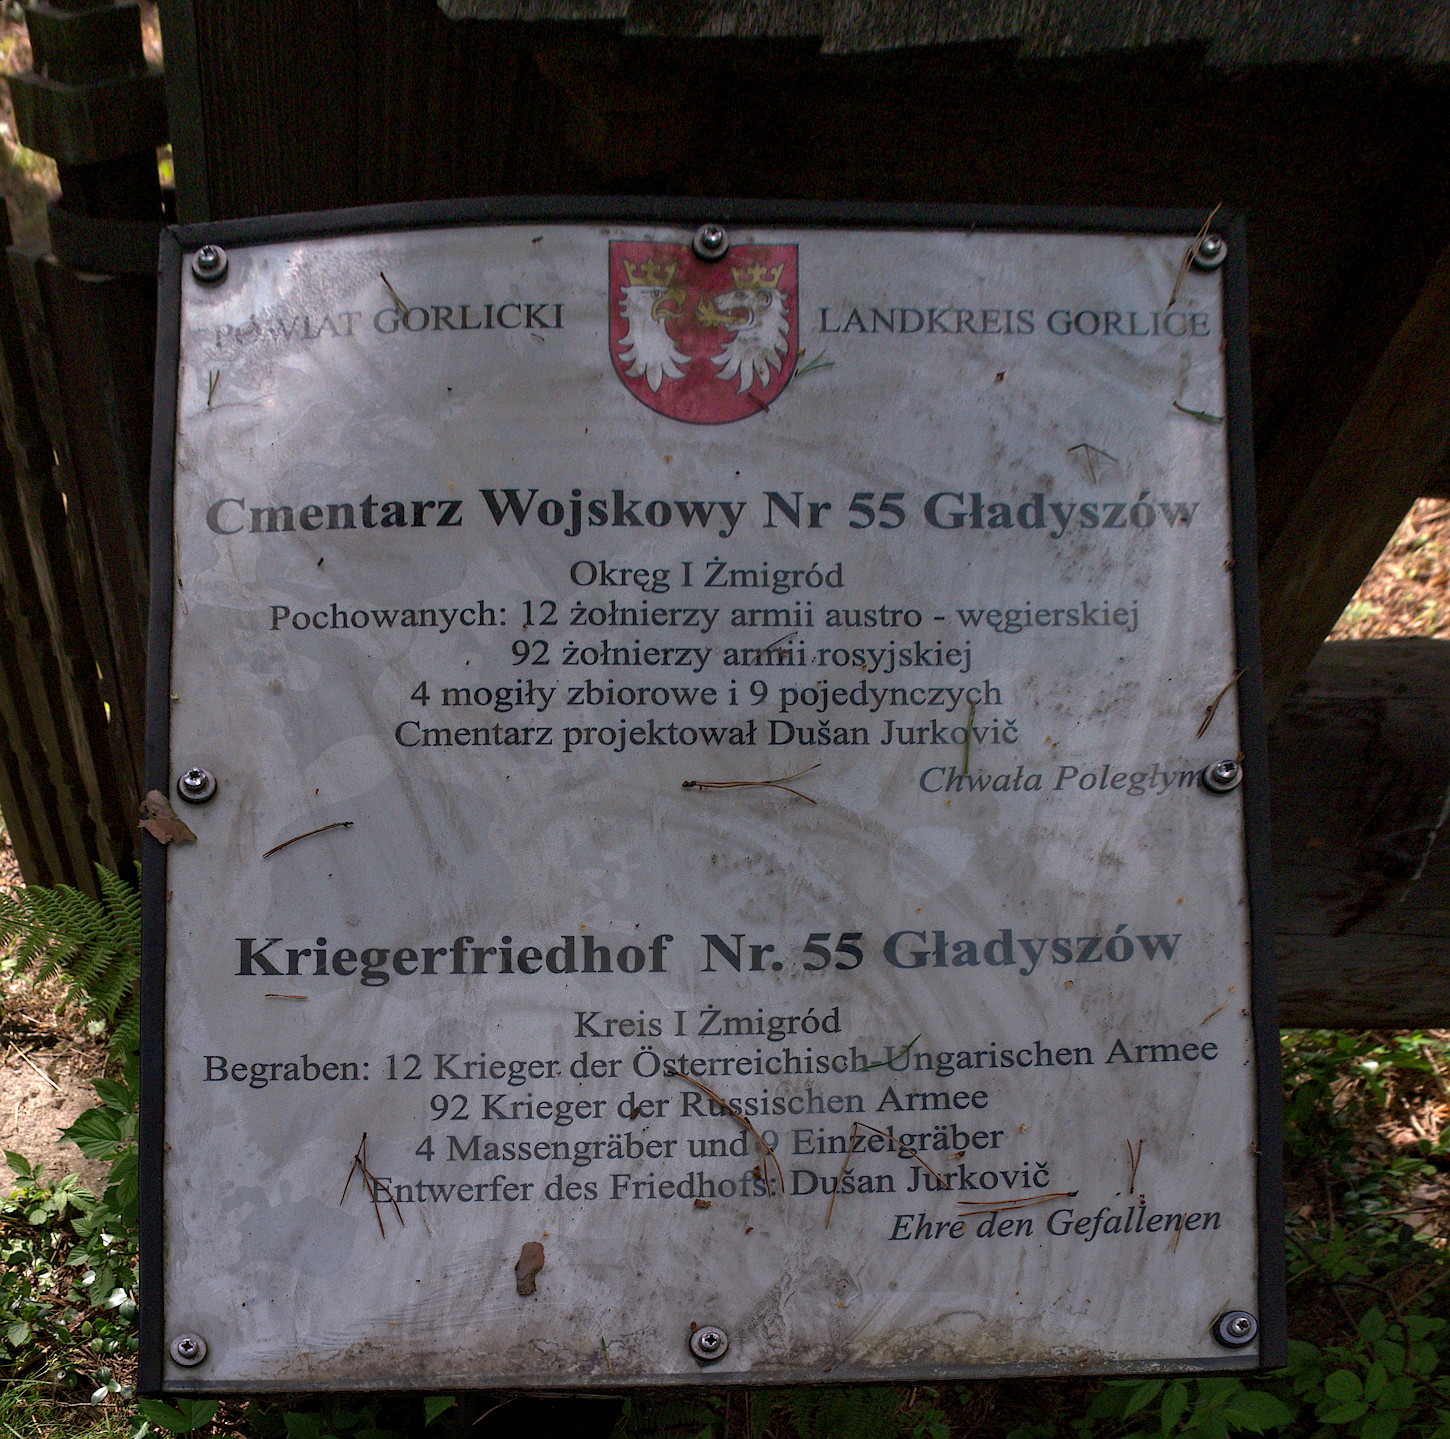 POWIAT GORLICKI LANDKREIS GORLICE
Cmentarz Wojskowy Nr 55 Gładyszów
Okręg I Żmigród
Pochowanych: 12 żołnierzy armii austro - węgierskiej
92 żołnierzy armii rosyjskiej
4 mogiły zbiorowe i 9 pojedynczych
Cmentarz projektował Dušan Jurkovič
Chwała Poległym
Kriegerfriedhof Nr. 55 Gładyszów
Kreis I Żmigród
Begraben: 12 Krieger der Österreichisch-Ungarischen Armee
92 Krieger der Russischen Armee
4 Massengräber und 9 Einzelgräber
Entwerfer des Friedhofs: Dušan Jurkovič
Ehre den Gefallenen